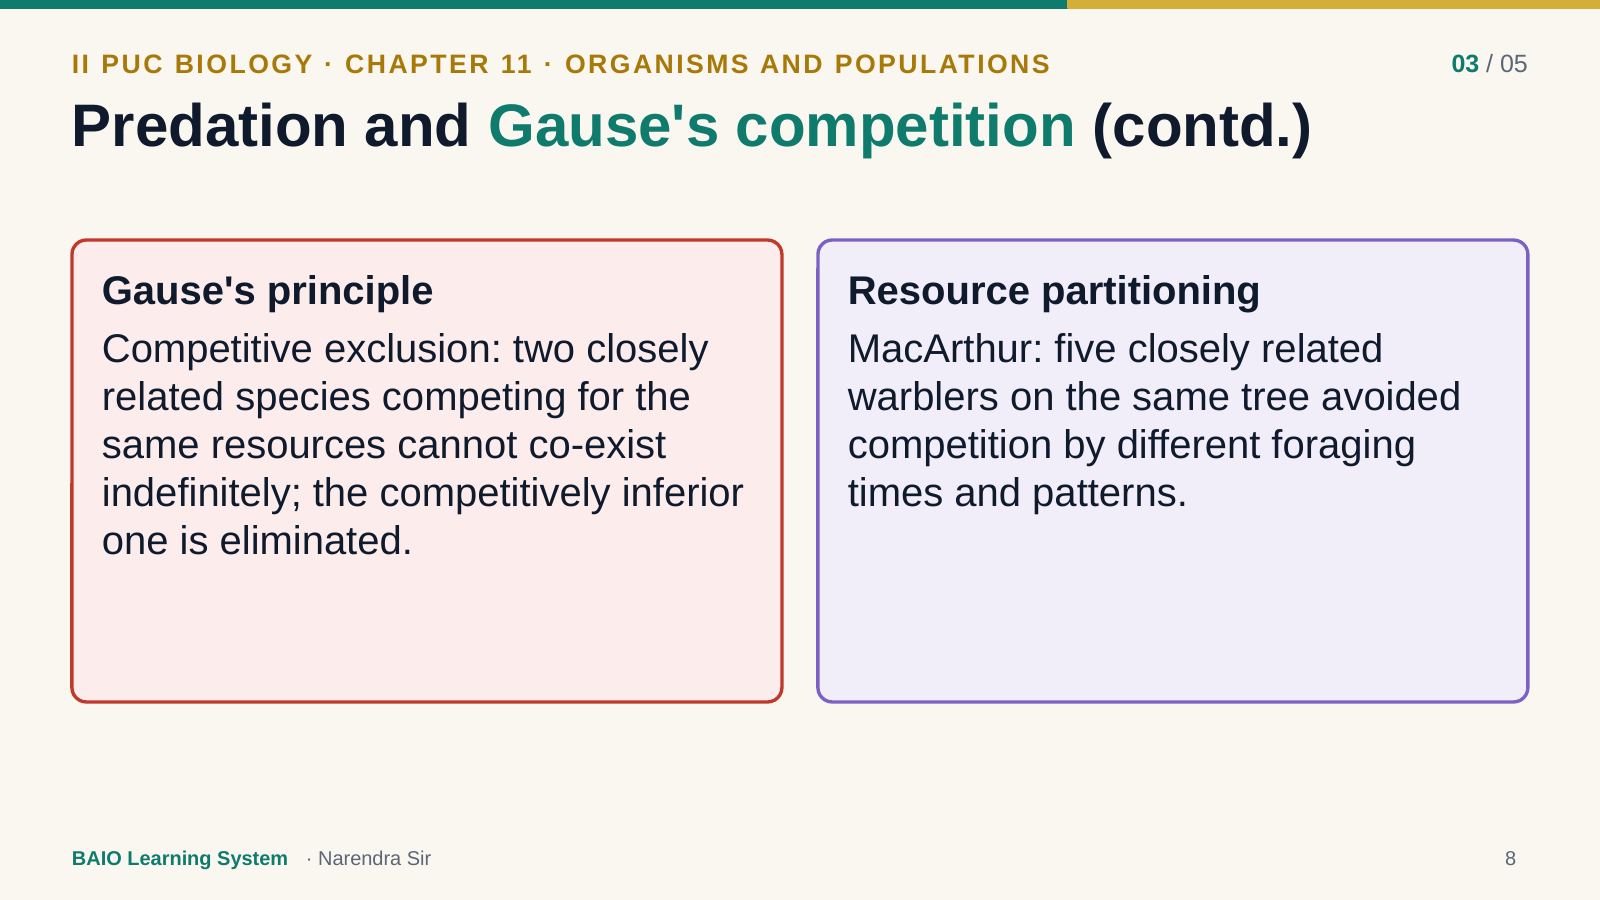 II PUC BIOLOGY · CHAPTER 11 · ORGANISMS AND POPULATIONS
03 / 05
Predation and Gause's competition (contd.)
Gause's principle
Competitive exclusion: two closely
related species competing for the
same resources cannot co-exist
indefinitely; the competitively inferior
one is eliminated.
Resource partitioning
MacArthur: five closely related
warblers on the same tree avoided
competition by different foraging
times and patterns.
BAIO Learning System · Narendra Sir
8